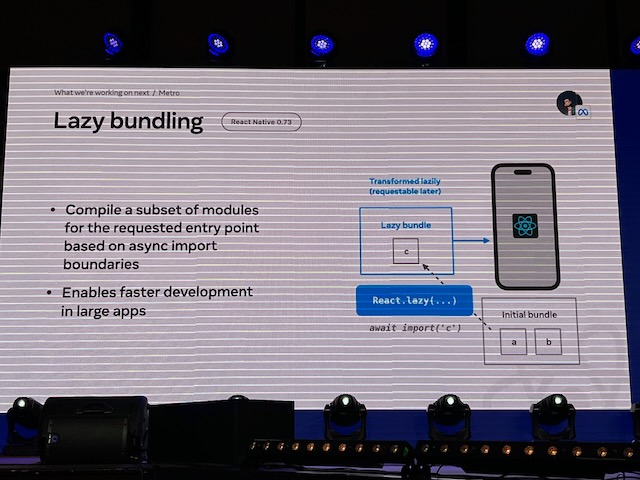 What we're working on next / Metro
Lazy bundling
React Native 0.73
• Compile a subset of modules
for the requested entry point
based on async import
boundaries
• Enables faster development
in large apps
Transformed lazily
(requestable later)
Lazy bundle
c
React.lazy(...)
await import('c')
Initial bundle
a
b